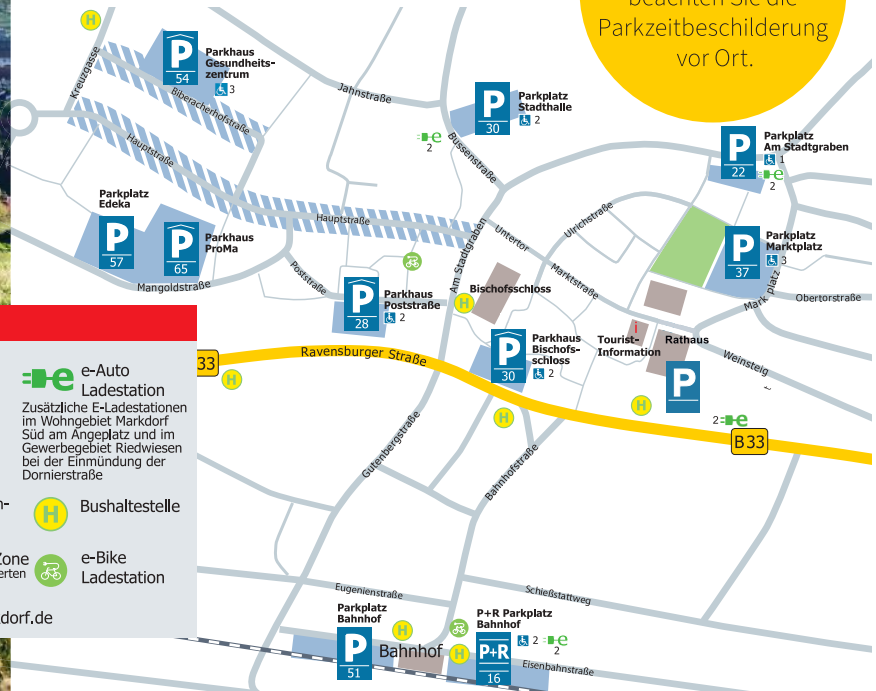 beachten Sie die
Parkzeitbeschilderung
vor Ort.
H
Kreuzgasse
P
54
Parkhaus
Gesundheits-
zentrum
3
Biberacherhofstraße
Hauptstraße
Jahnstraße
P
30
Parkplatz
Stadthalle
2
e
2
Bussenstraße
P
22
Parkplatz
Am Stadtgraben
1
e
2
Parkplatz
Edeka
P
57
P
65
Parkhaus
ProMa
Mangoldstraße
Hauptstraße
Am Stadtgraben
Untertor
Ulrichstraße
Marktstraße
P
37
Parkplatz
Marktplatz
3
Mark platz
Obertorstraße
Poststraße
P
28
Parkhaus
Poststraße
2
H
Bischofsschloss
P
30
Parkhaus
Bischofs-
schloss
2
i
Tourist-
Information
Rathaus
P
Weinsteig
33
Ravensburger Straße
H
H
H
2 e
B33
Gutenbergstraße
Bahnhofstraße
e
e-Auto
Ladestation
Zusätzliche E-Ladestationen
im Wohngebiet Markdorf
Süd am Angeplatz und im
Gewerbegebiet Riedwiesen
bei der Einmündung der
Dornierstraße
n-
H
Bushaltestelle
Zone
erten
e-Bike
Ladestation
dorf.de
Eugenienstraße
Schießstattweg
Parkplatz
Bahnhof
P
51
H
Bahnhof
H
P+R Parkplatz
Bahnhof
P+R
16
2
e
2
Eisenbahnstraße